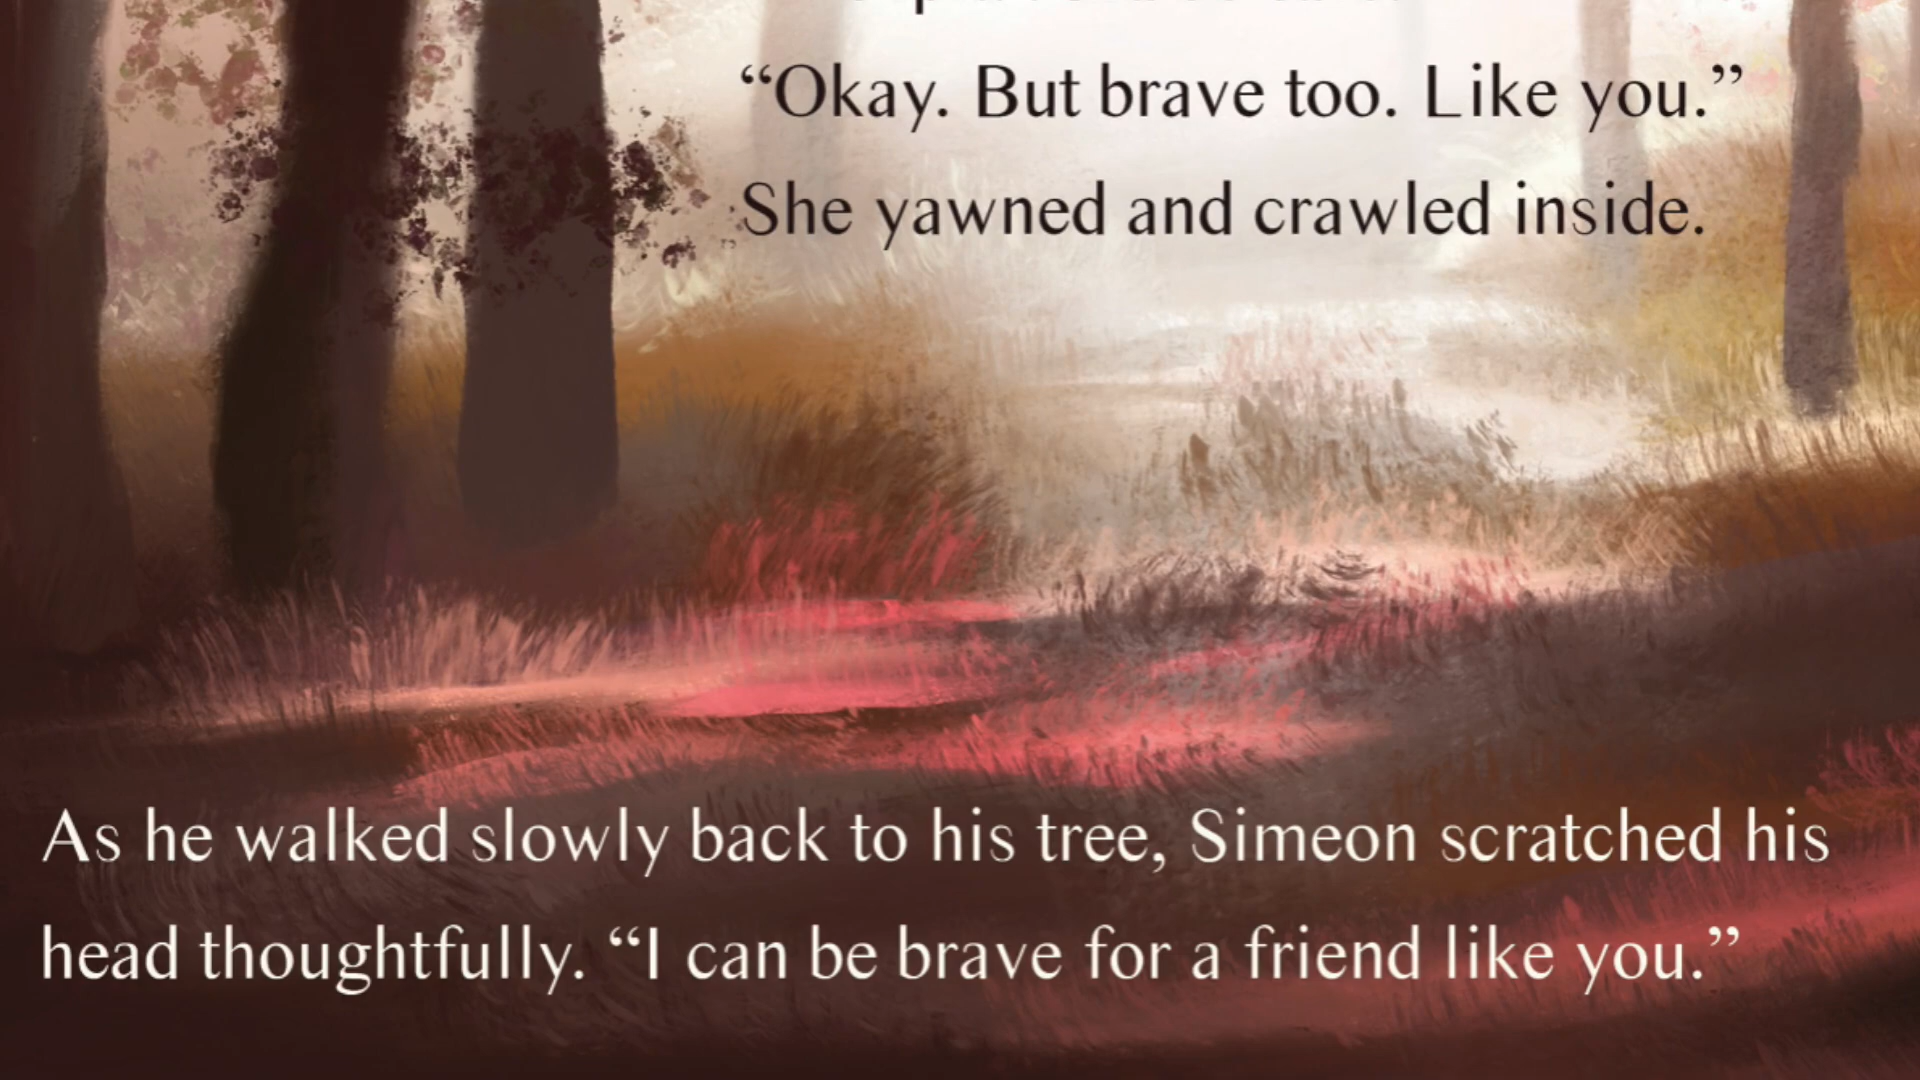 “Okay. But brave too. Like you.”
She yawned and crawled inside.
As he walked slowly back to his tree, Simeon scratched his
head thoughtfully. “I can be brave for a friend like you.”